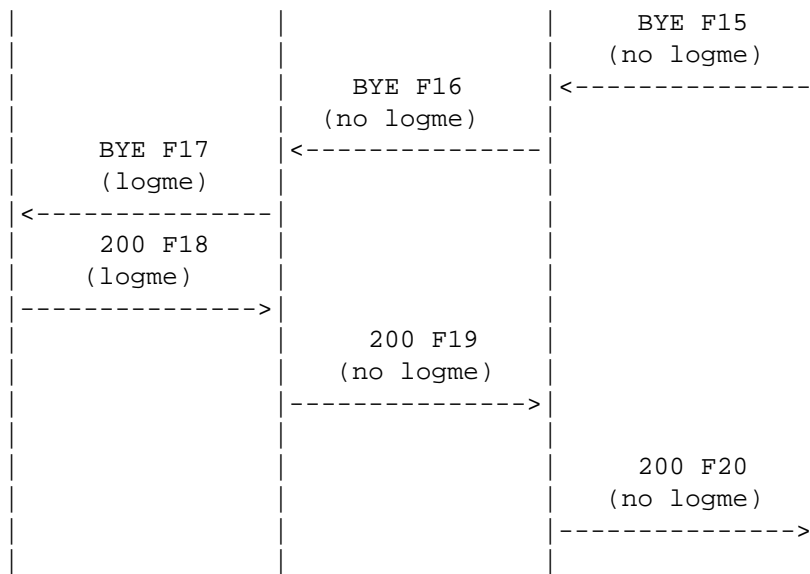 BYE F15
(no logme)
BYE F16
(no logme)
BYE F17
(logme)
200 F18
(logme)
200 F19
(no logme)
200 F20
(no logme)